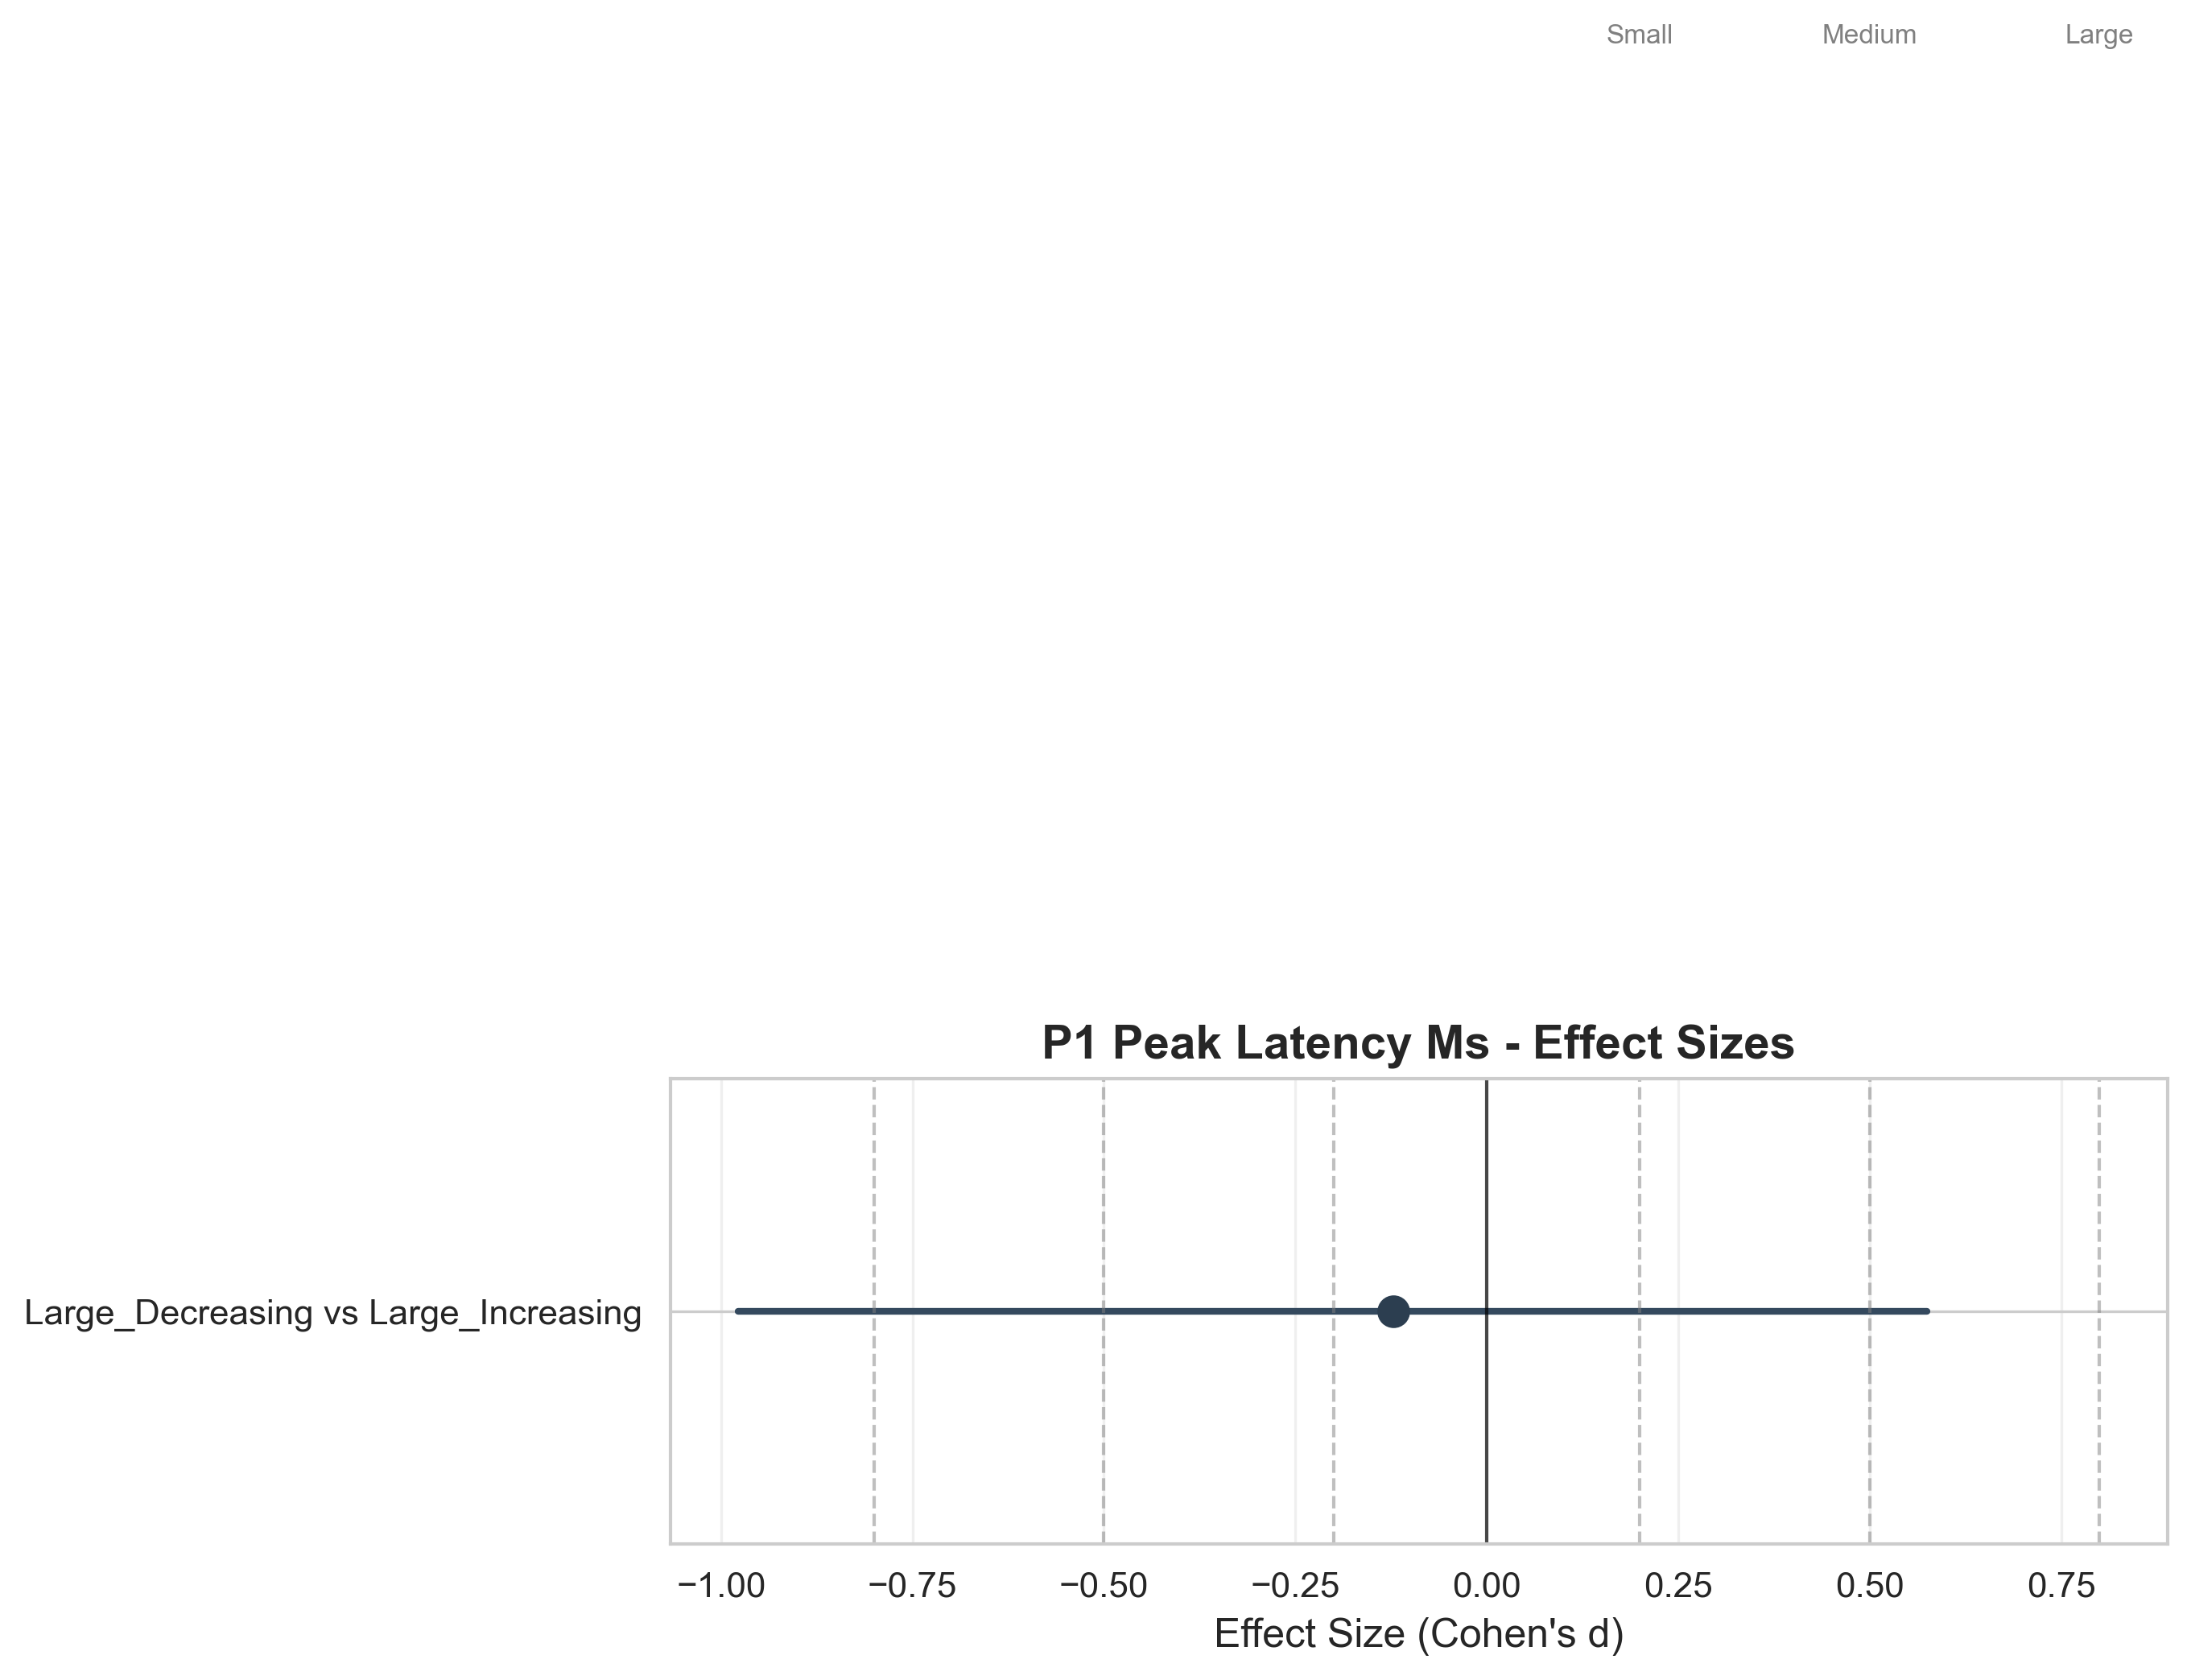 Small Medium Large
P1 Peak Latency Ms - Effect Sizes
Large_Decreasing vs Large_Increasing
−1.00 −0.75 −0.50 −0.25 0.00 0.25 0.50 0.75
Effect Size (Cohen's d)